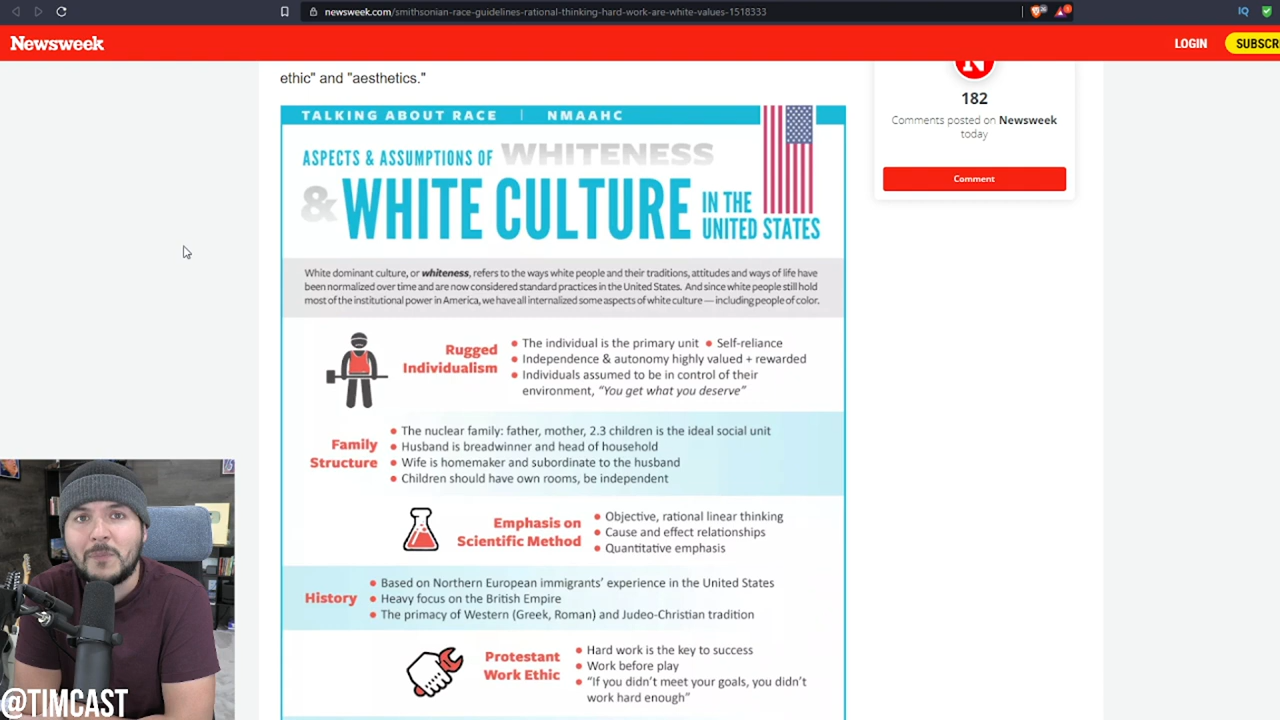 newsweek.com/smithsonian-race-guidelines-rational-thinking-hard-work-are-white-values-1518333
IQ
Newsweek
LOGIN
SUBSCR
ethic" and "aesthetics."
N
182
Comments posted on Newsweek
today
Comment
TALKING ABOUT RACE | NMAAHC
ASPECTS & ASSUMPTIONS OF WHITENESS
& WHITE CULTURE IN THE
UNITED STATES
White dominant culture, or whiteness, refers to the ways white people and their traditions, attitudes and ways of life have
been normalized over time and are now considered standard practices in the United States. And since white people still hold
most of the institutional power in America, we have all internalized some aspects of white culture — including people of color.
Rugged
Individualism
• The individual is the primary unit • Self-reliance
• Independence & autonomy highly valued + rewarded
• Individuals assumed to be in control of their
environment, "You get what you deserve"
Family
Structure
• The nuclear family: father, mother, 2.3 children is the ideal social unit
• Husband is breadwinner and head of household
• Wife is homemaker and subordinate to the husband
• Children should have own rooms, be independent
Emphasis on
Scientific Method
• Objective, rational linear thinking
• Cause and effect relationships
• Quantitative emphasis
History
• Based on Northern European immigrants' experience in the United States
• Heavy focus on the British Empire
• The primacy of Western (Greek, Roman) and Judeo-Christian tradition
Protestant
Work Ethic
• Hard work is the key to success
• Work before play
• "If you didn't meet your goals, you didn't
work hard enough"
@TIMCAST